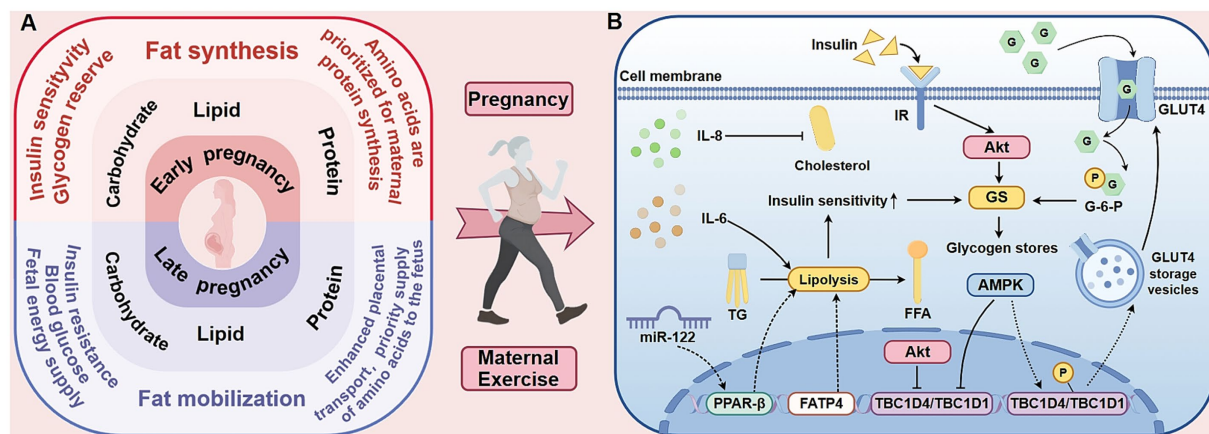 A
Fat synthesis
Insulin sensityvity
Glycogen reserve
Amino acids are
prioritized for maternal
protein synthesis
Lipid
Carbohydrate
Protein
Early pregnancy
Late pregnancy
Carbohydrate
Protein
Lipid
Insulin resistance
Blood glucose
Fetal energy supply
Enhanced placental
transport, priority supply
of amino acids to the fetus
Fat mobilization
Pregnancy
Maternal
Exercise
B
Insulin
G
G
G
Cell membrane
G
GLUT4
IR
IL-8
Cholesterol
Akt
G
P
G
G-6-P
Insulin sensitivity
GS
IL-6
Glycogen stores
Lipolysis
TG
FFA
AMPK
GLUT4
storage
vesicles
miR-122
Akt
P
PPAR-β
FATP4
TBC1D4/TBC1D1
TBC1D4/TBC1D1